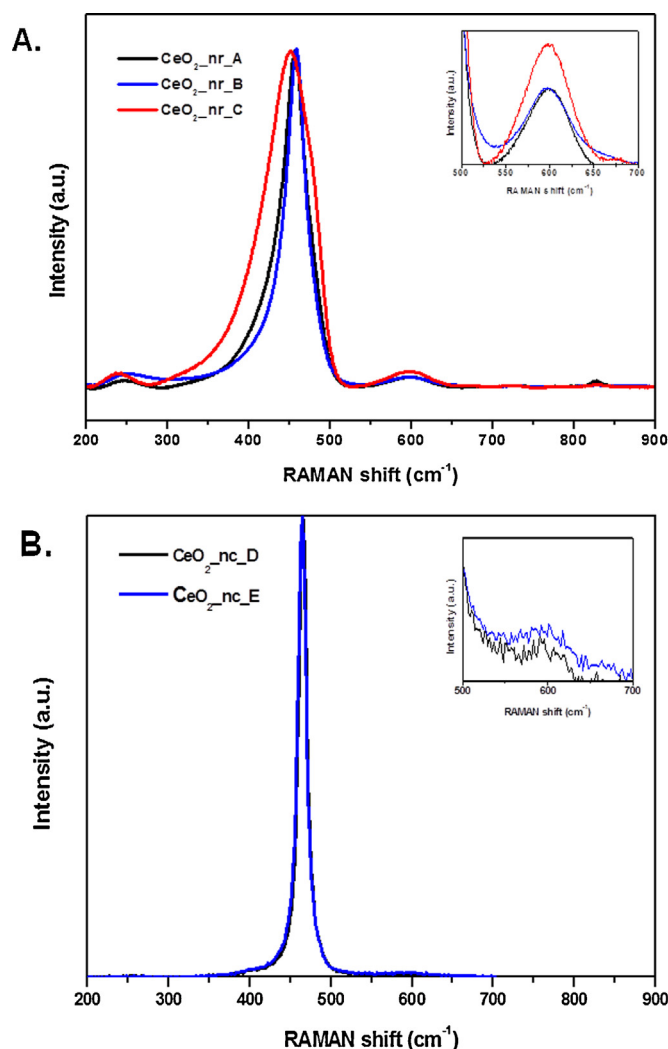 A.
CeO2_nr_A
CeO2_nr_B
CeO2_nr_C
Intensity (a.u.)
500 550 600 650 700
RAMAN shift (cm-1)
Intensity (a.u.)
200 300 400 500 600 700 800 900
RAMAN shift (cm-1)
B.
CeO2_nc_D
CeO2_nc_E
Intensity (a.u.)
500 600 700
RAMAN shift (cm-1)
Intensity (a.u.)
200 300 400 500 600 700 800 900
RAMAN shift (cm-1)